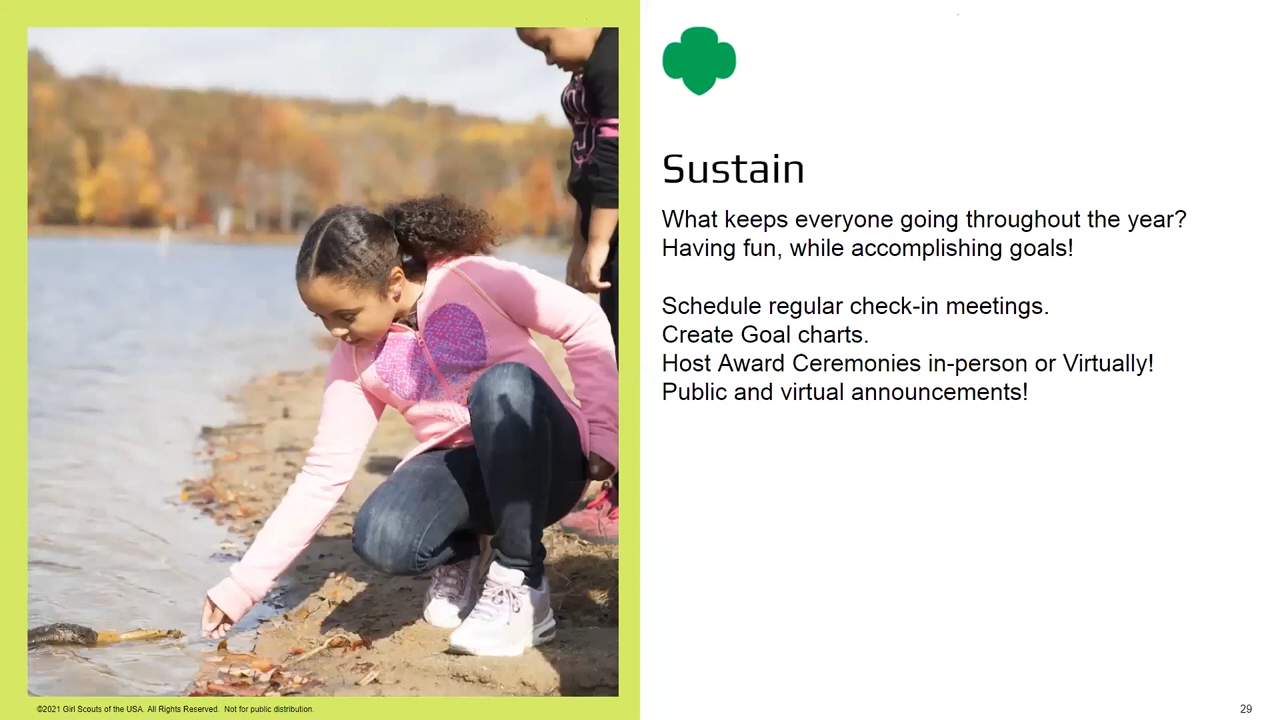 Sustain
What keeps everyone going throughout the year?
Having fun, while accomplishing goals!
Schedule regular check-in meetings.
Create Goal charts.
Host Award Ceremonies in-person or Virtually!
Public and virtual announcements!
©2021 Girl Scouts of the USA. All Rights Reserved. Not for public distribution.
29